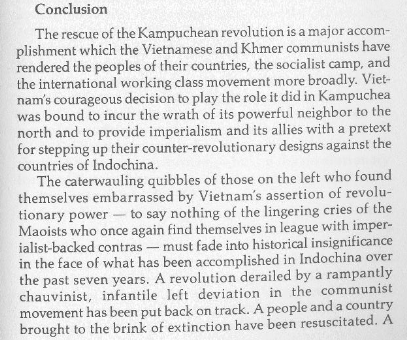 Conclusion
The rescue of the Kampuchean revolution is a major accom-
plishment which the Vietnamese and Khmer communists have
rendered the peoples of their countries, the socialist camp, and
the international working class movement more broadly. Viet-
nam's courageous decision to play the role it did in Kampuchea
was bound to incur the wrath of its powerful neighbor to the
north and to provide imperialism and its allies with a pretext
for stepping up their counter-revolutionary designs against the
countries of Indochina.
The caterwauling quibbles of those on the left who found
themselves embarrassed by Vietnam's assertion of revolu-
tionary power — to say nothing of the lingering cries of the
Maoists who once again find themselves in league with imper-
ialist-backed contras — must fade into historical insignificance
in the face of what has been accomplished in Indochina over
the past seven years. A revolution derailed by a rampantly
chauvinist, infantile left deviation in the communist
movement has been put back on track. A people and a country
brought to the brink of extinction have been resuscitated. A